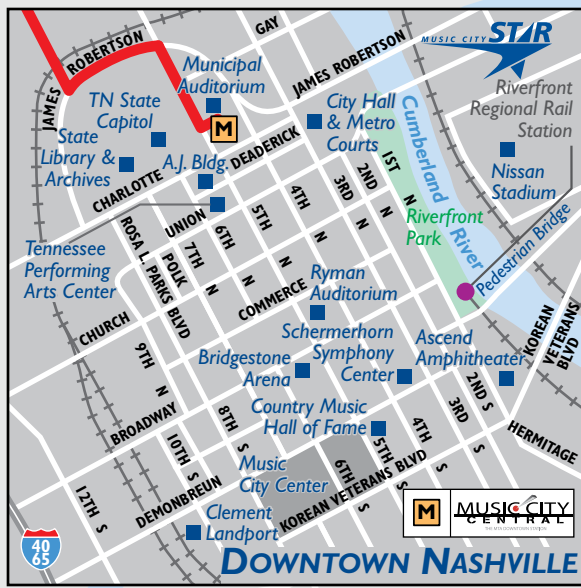 MUSIC CITY STAR
GAY
JAMES ROBERTSON
JAMES ROBERTSON
Municipal
Auditorium
TN State
Capitol
M
City Hall
& Metro
Courts
Riverfront
Regional Rail
Station
State
Library &
Archives
A.J. Bldg.
DEADERICK
CHARLOTTE
Cumberland
River
Nissan
Stadium
1ST N
2ND N
3RD N
4TH N
5TH N
6TH N
7TH N
UNION
Riverfront
Park
Pedestrian Bridge
Tennessee
Performing
Arts Center
ROSA L. PARKS BLVD
POLK
COMMERCE
CHURCH
Ryman
Auditorium
Schermerhorn
Symphony
Center
Ascend
Amphitheater
KOREAN
VETERANS
BLVD
9TH N
Bridgestone
Arena
BROADWAY
Country Music
Hall of Fame
2ND S
3RD S
4TH S
5TH S
6TH S
8TH S
10TH S
12TH S
HERMITAGE
Music
City Center
DEMONBREUN
KOREAN VETERANS BLVD
Clement
Landport
M
MUSIC CITY
CENTRAL
THE MTA DOWNTOWN STATION
40
65
DOWNTOWN NASHVILLE